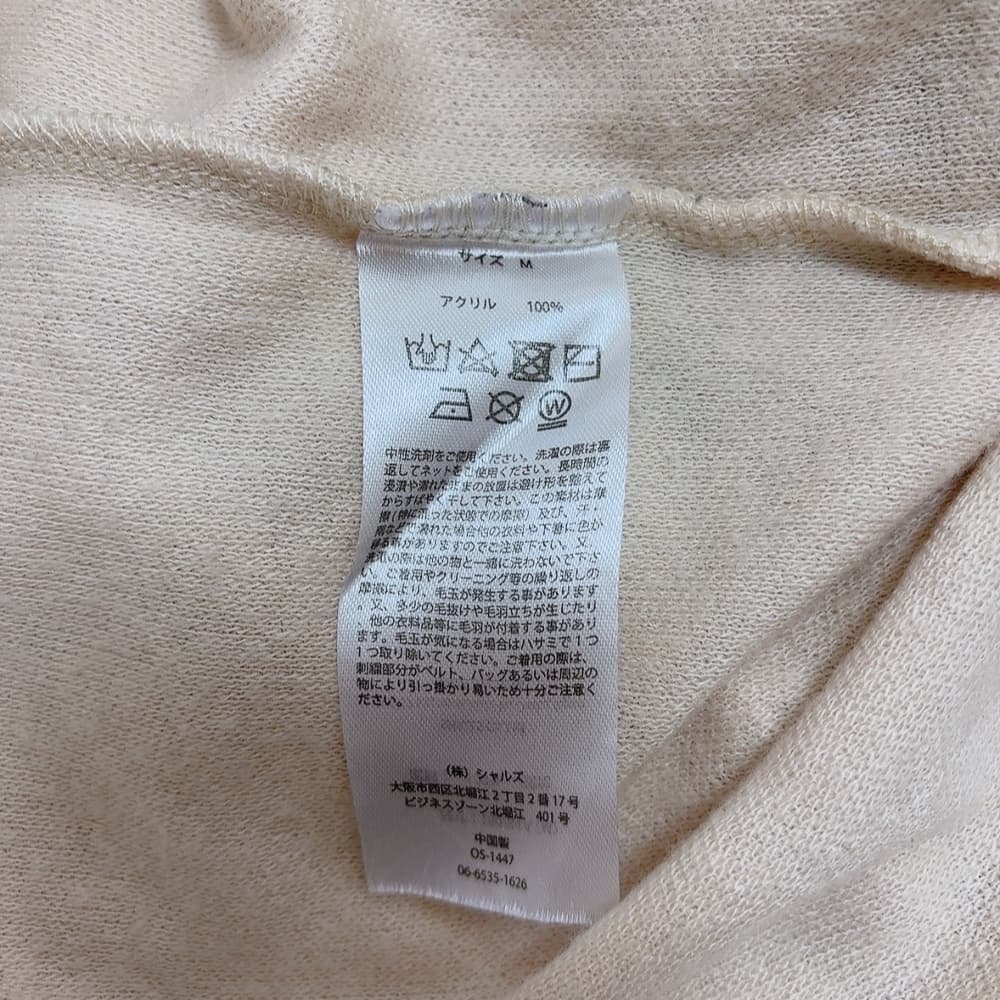 サイズ M
アクリル 100%
W
中性洗剤をご使用ください。洗濯の際は裏
返してネットをご使用ください。長時間の
浸漬や濡れたままの放置は避け形を整えて
からすばやく干して下さい。この素材は摩
擦(特に湿った状態での摩擦)及び、汗・
雨などで濡れた場合他の衣料や下着に色が
移る事がありますのでご注意下さい。又、
洗濯の際は他の物と一緒に洗わないで下さ
い。ご着用やクリーニング等の繰り返しの
摩擦により、毛玉が発生する事があります
。又、多少の毛抜けや毛羽立ちが生じたり
、他の衣料品等に毛羽が付着する事があり
ます。毛玉が気になる場合はハサミで1つ
1つ取り除いてください。ご着用の際は、
刺繍部分がベルト、バッグあるいは周辺の
物により引っ掛かり易いため十分ご注意く
ださい。
(株)シャルズ
大阪市西区北堀江2丁目2番17号
ビジネスゾーン北堀江 401号
中国製
OS-1447
06-6535-1626